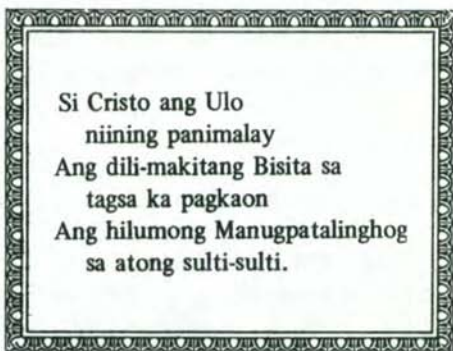 Si Cristo ang Ulo
niining panimalay
Ang dili-makitang Bisita sa
tagsa ka pagkaon
Ang hilumong Manugpatalinghog
sa atong sulti-sulti.